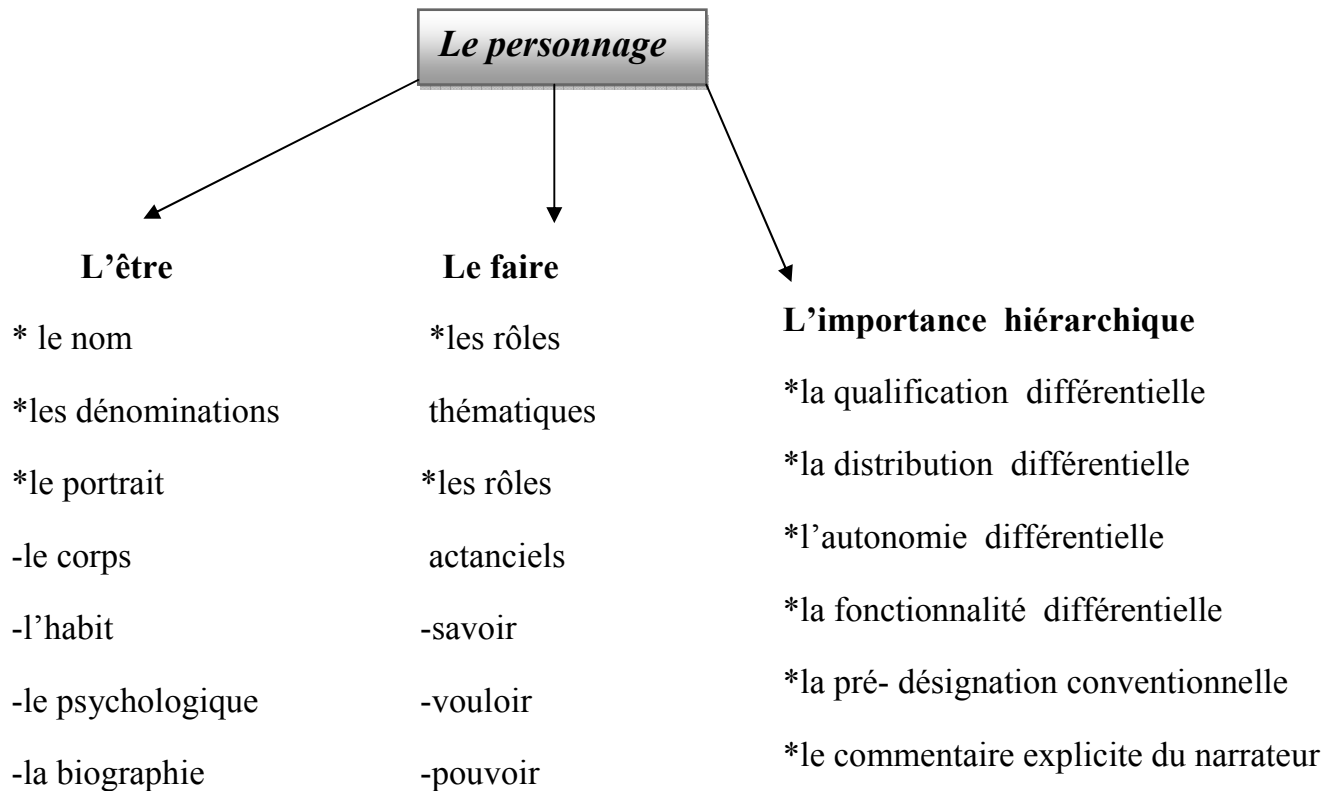 Le personnage
L’être
* le nom
*les dénominations
*le portrait
-le corps
-l’habit
-le psychologique
-la biographie
Le faire
*les rôles
thématiques
*les rôles
actanciels
-savoir
-vouloir
-pouvoir
L’importance hiérarchique
*la qualification différentielle
*la distribution différentielle
*l’autonomie différentielle
*la fonctionnalité différentielle
*la pré- désignation conventionnelle
*le commentaire explicite du narrateur